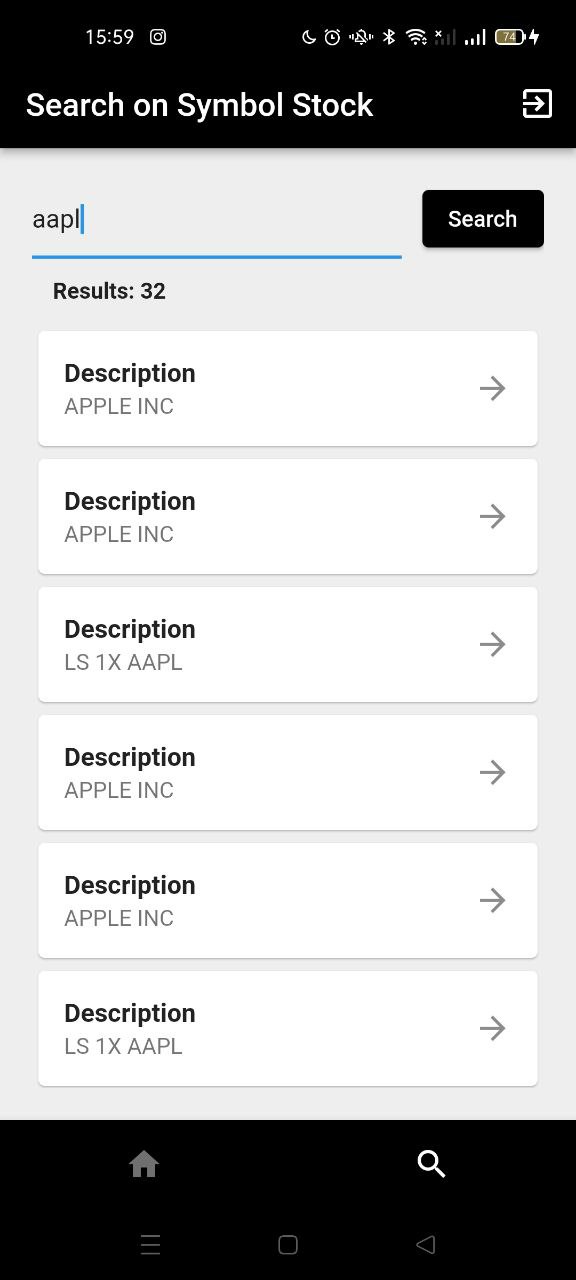 15:59
74
Search on Symbol Stock
aapl
Search
Results: 32
Description
APPLE INC
Description
APPLE INC
Description
LS 1X AAPL
Description
APPLE INC
Description
APPLE INC
Description
LS 1X AAPL